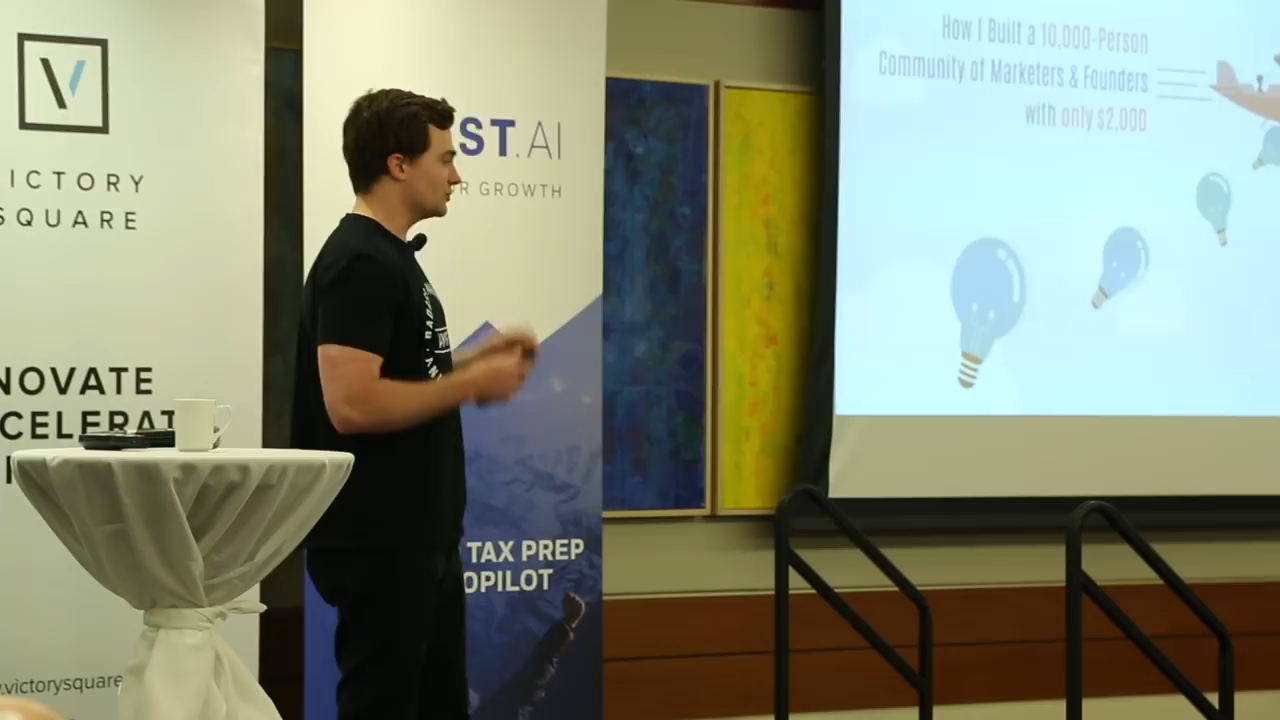 ICTORY
SQUARE
NOVATE
CELERAT
.victorysquare
ST.AI
R GROWTH
TAX PREP
OPILOT
How I Built a 10,000-Person
Community of Marketers & Founders
with only $2,000